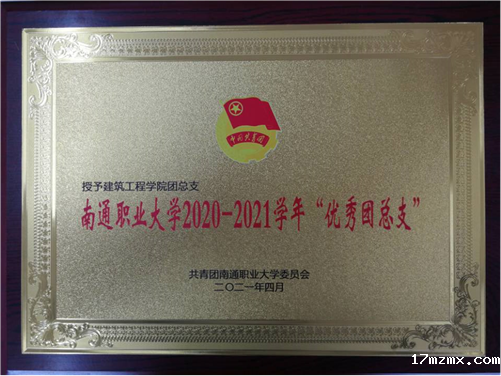 中国共青团
授予建筑工程学院团总支
南通职业大学2020-2021学年“优秀团总支”
共青团南通职业大学委员会
二〇二一年四月
17mzmx.com